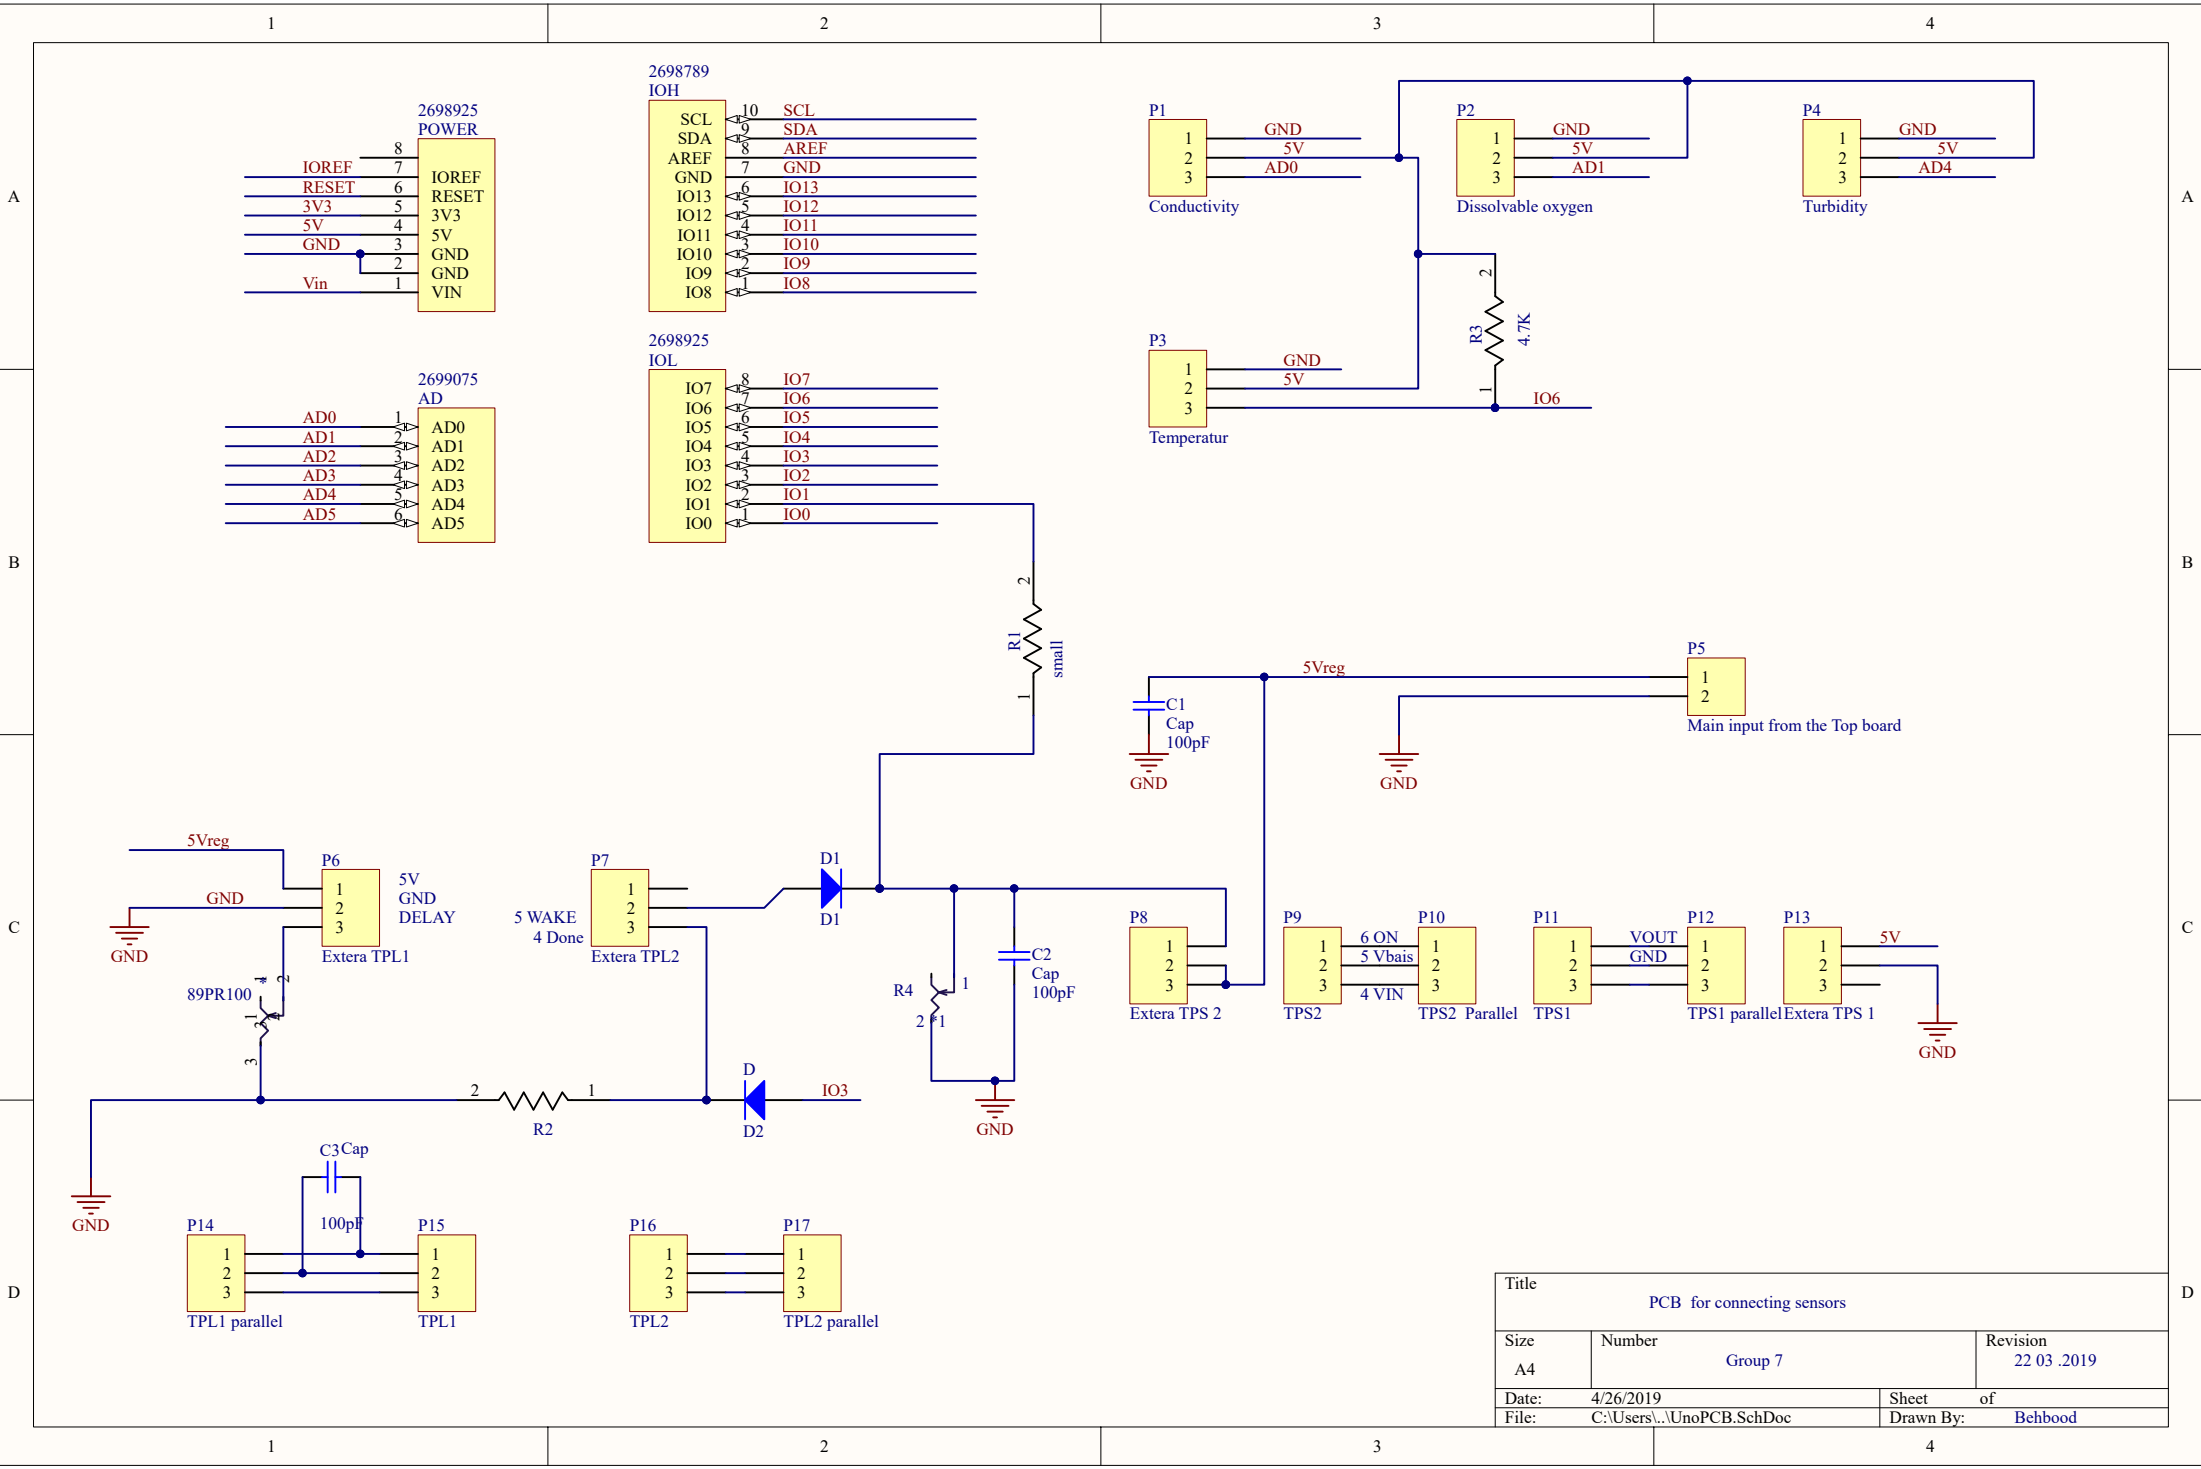 1 2 3 4
A A
B B
C C
D D
2698925
POWER
8
IOREF 7 IOREF
RESET 6 RESET
3V3 5 3V3
5V 4 5V
GND 3 GND
2 GND
Vin 1 VIN
2698789
IOH
SCL 10 SCL
SDA 9 SDA
AREF 8 AREF
GND 7 GND
IO13 6 IO13
IO12 5 IO12
IO11 4 IO11
IO10 3 IO10
IO9 2 IO9
IO8 1 IO8
P1
1 GND
2 5V
3 AD0
Conductivity
P2
1 GND
2 5V
3 AD1
Dissolvable oxygen
P4
1 GND
2 5V
3 AD4
Turbidity
2
R3
4.7K
1
IO6
P3
1 GND
2 5V
3
Temperatur
2699075
AD
AD0 1 AD0
AD1 2 AD1
AD2 3 AD2
AD3 4 AD3
AD4 5 AD4
AD5 6 AD5
2698925
IOL
IO7 8 IO7
IO6 7 IO6
IO5 6 IO5
IO4 5 IO4
IO3 4 IO3
IO2 3 IO2
IO1 2 IO1
IO0 1 IO0
2
R1
small
1
5Vreg
P5
1
2
Main input from the Top board
C1
Cap
100pF
GND
GND
5Vreg
GND
GND
P6
1
2
3
Extera TPL1
5V
GND
DELAY
P7
1
2
3
Extera TPL2
5 WAKE
4 Done
D1
D1
89PR100
1 *
2
1
3
R4
1
2 *1
C2
Cap
100pF
GND
P8
1
2
3
Extera TPS 2
P9
1
2
3
TPS2
6 ON
5 Vbais
4 VIN
P10
1
2
3
TPS2 Parallel
P11
1
2
3
TPS1
VOUT
GND
P12
1
2
3
TPS1 parallel
P13
1
2
3
Extera TPS 1
5V
GND
2 1
R2
D
D2
IO3
GND
C3 Cap
100pF
P14
1
2
3
TPL1 parallel
P15
1
2
3
TPL1
P16
1
2
3
TPL2
P17
1
2
3
TPL2 parallel
Title
PCB for connecting sensors
Size Number Revision
A4 Group 7 22 03 .2019
Date: 4/26/2019 Sheet of
File: C:\Users\..\UnoPCB.SchDoc Drawn By: Behbood
1 2 3 4